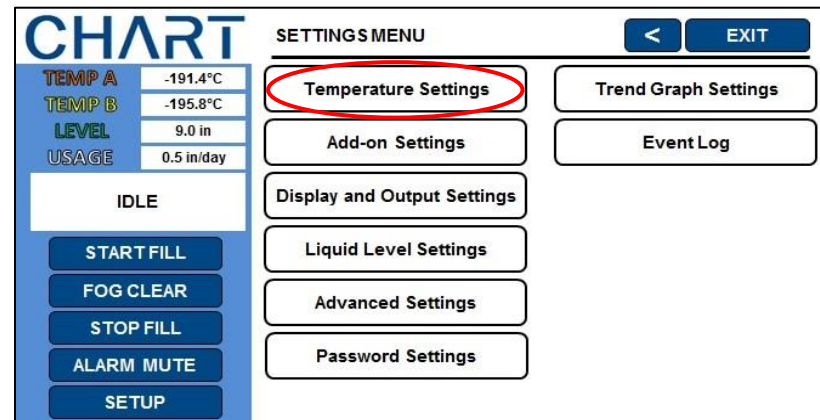 CHART
SETTINGS MENU
<
EXIT
TEMP A
-191.4°C
TEMP B
-195.8°C
LEVEL
9.0 in
USAGE
0.5 in/day
IDLE
START FILL
FOG CLEAR
STOP FILL
ALARM MUTE
SETUP
Temperature Settings
Trend Graph Settings
Add-on Settings
Event Log
Display and Output Settings
Liquid Level Settings
Advanced Settings
Password Settings